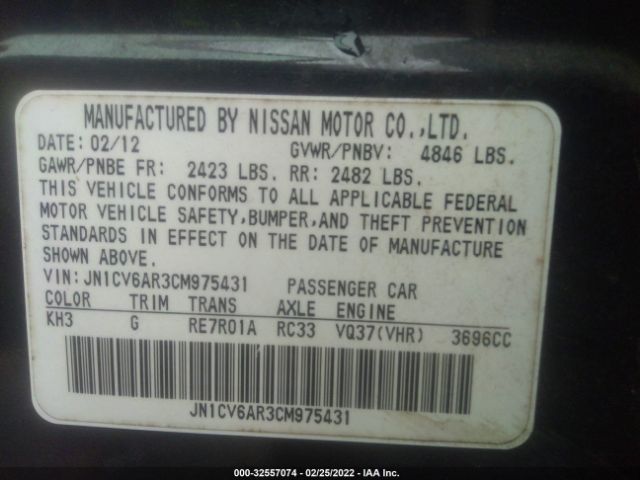 MANUFACTURED BY NISSAN MOTOR CO.,LTD.
DATE: 02/12 GVWR/PNBV: 4846 LBS.
GAWR/PNBE FR: 2423 LBS. RR: 2482 LBS.
THIS VEHICLE CONFORMS TO ALL APPLICABLE FEDERAL
MOTOR VEHICLE SAFETY,BUMPER,AND THEFT PREVENTION
STANDARDS IN EFFECT ON THE DATE OF MANUFACTURE
SHOWN ABOVE.
VIN:JN1CV6AR3CM975431 PASSENGER CAR
COLOR TRIM TRANS AXLE ENGINE
KH3 G RE7R01A RC33 VQ37(VHR) 3696CC
JN1CV6AR3CM975431
000-32557074 - 02/25/2022 - IAA Inc.